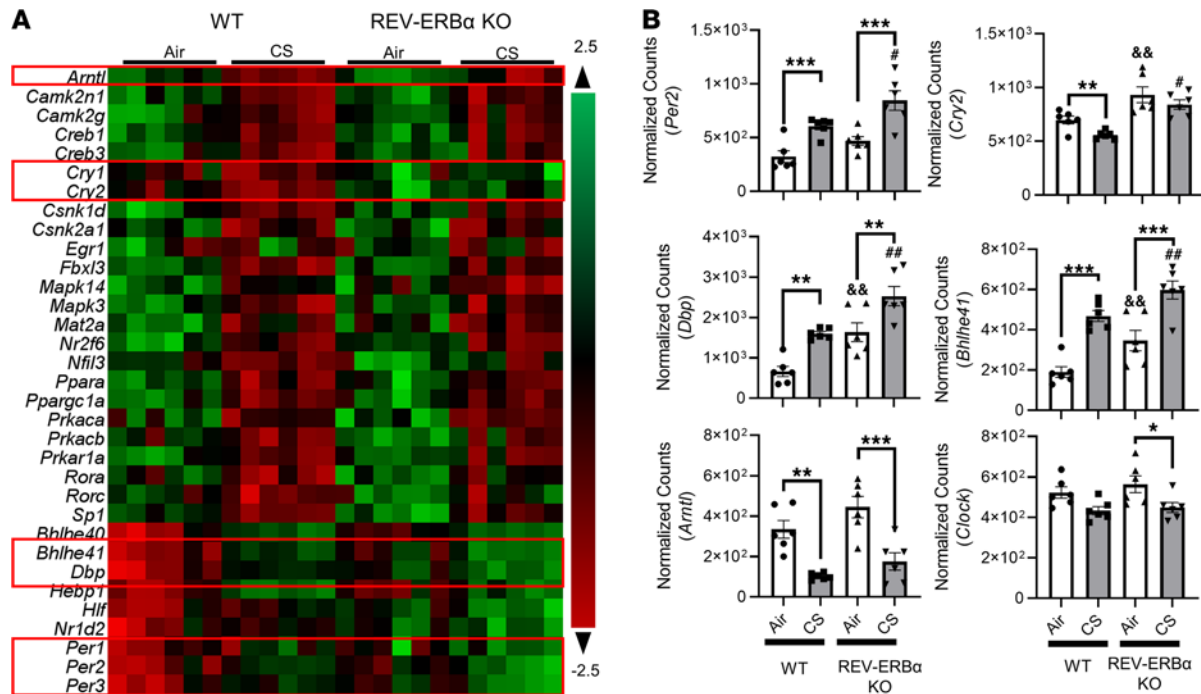 A
WT
REV-ERBα KO
Air
CS
Air
CS
2.5
Arntl
Camk2n1
Camk2g
Creb1
Creb3
Cry1
Cry2
Csnk1d
Csnk2a1
Egr1
Fbxl3
Mapk14
Mapk3
Mat2a
Nr2f6
Nfil3
Ppara
Ppargc1a
Prkaca
Prkacb
Prkar1a
Rora
Rorc
Sp1
Bhlhe40
Bhlhe41
Dbp
Hebp1
Hlf
Nr1d2
Per1
Per2
Per3
-2.5
B
Normalized Counts
(Per2)
1.5×10³
1×10³
5×10²
0
***
***
#
Normalized Counts
(Cry2)
1.5×10³
1×10³
5×10²
0
**
&&
#
Normalized Counts
(Dbp)
4×10³
3×10³
2×10³
1×10³
0
**
&&
**
##
Normalized Counts
(Bhlhe41)
8×10²
6×10²
4×10²
2×10²
0
***
&&
***
##
Normalized Counts
(Arntl)
8×10²
6×10²
4×10²
2×10²
0
**
***
Air
CS
Air
CS
WT
REV-ERBα
KO
Normalized Counts
(Clock)
8×10²
6×10²
4×10²
2×10²
0
*
Air
CS
Air
CS
WT
REV-ERBα
KO